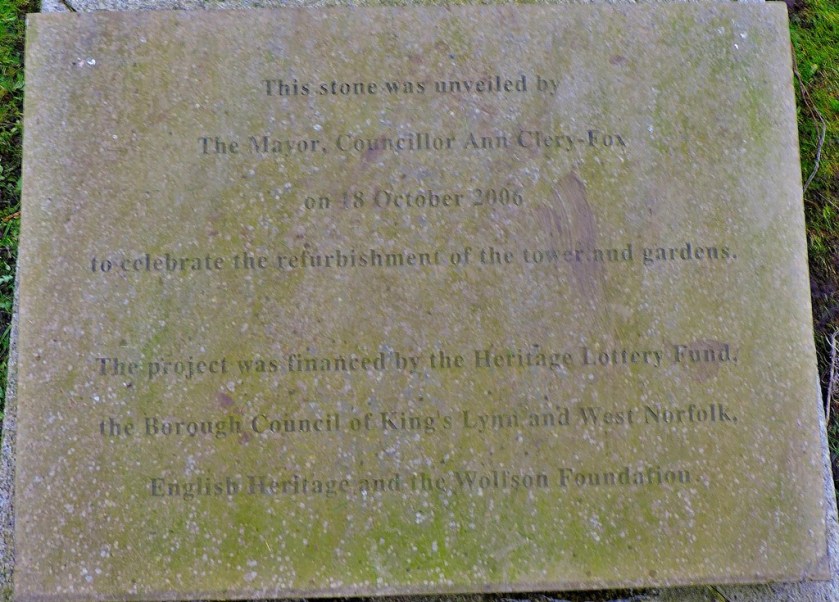 This stone was unveiled by
The Mayor, Councillor Ann Clery-Fox
on 18 October 2006
to celebrate the refurbishment of the tower and gardens.
The project was financed by the Heritage Lottery Fund,
the Borough Council of King's Lynn and West Norfolk,
English Heritage and the Wolfson Foundation.